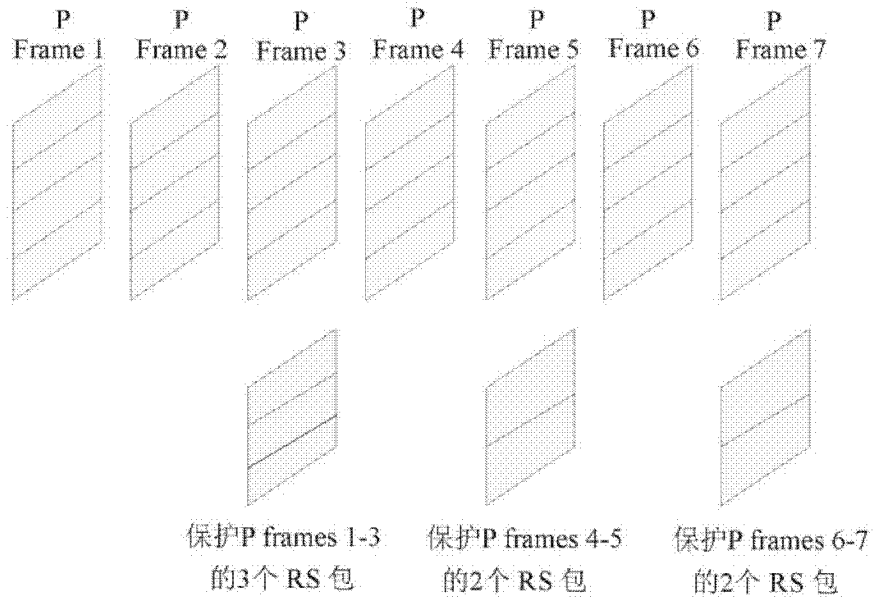 P P P P P P P
Frame 1 Frame 2 Frame 3 Frame 4 Frame 5 Frame 6 Frame 7
保护P frames 1-3 保护P frames 4-5 保护P frames 6-7
的3个 RS 包 的2个 RS 包 的2个 RS 包